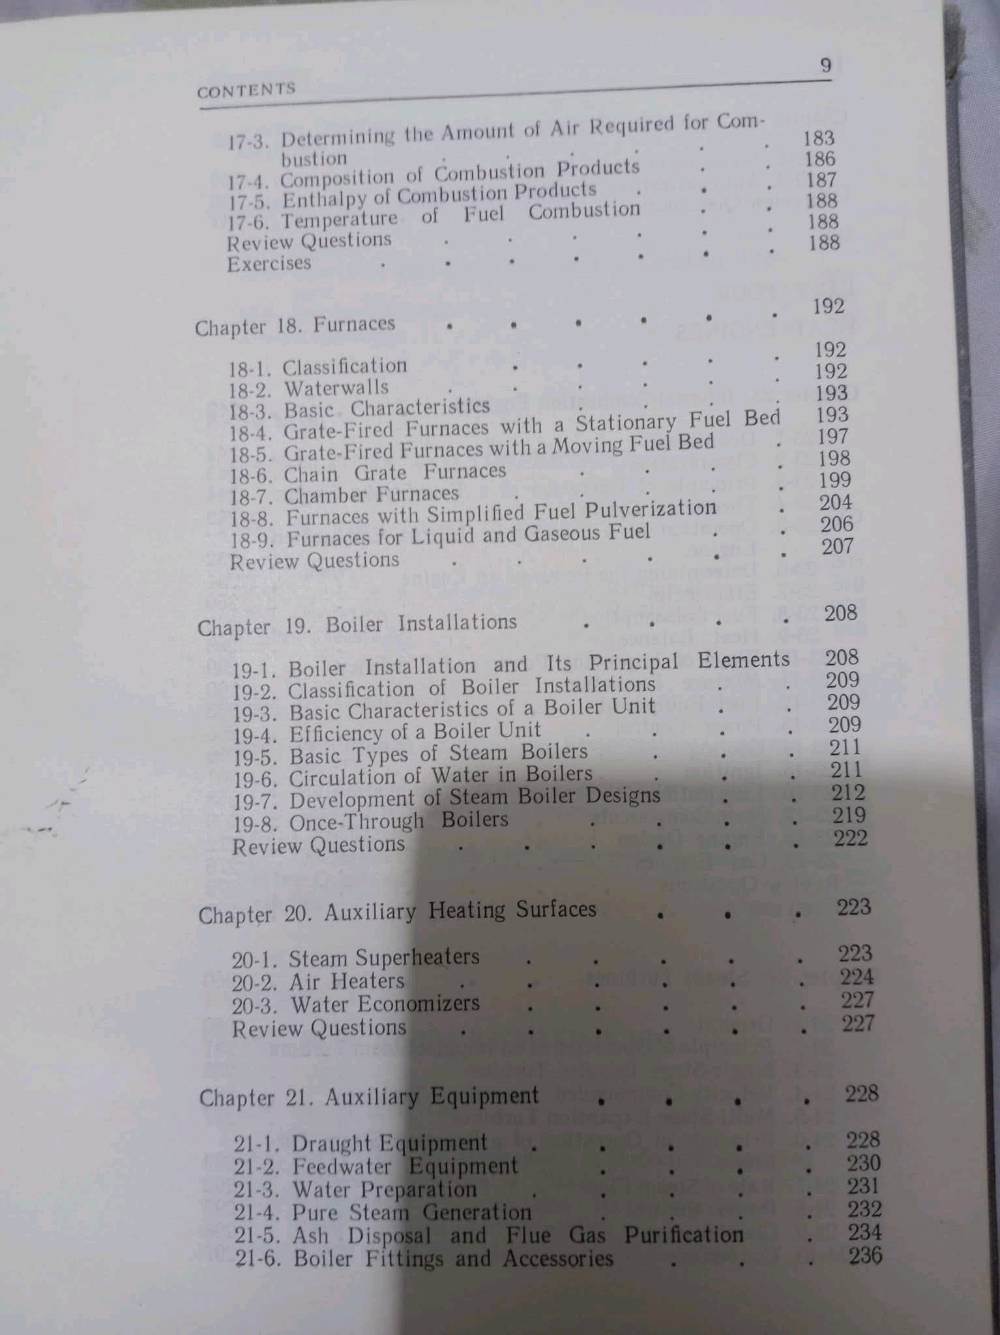 CONTENTS 9
17-3. Determining the Amount of Air Required for Com-
bustion . . . . . . 183
17-4. Composition of Combustion Products . . 186
17-5. Enthalpy of Combustion Products . . . 187
17-6. Temperature of Fuel Combustion . . 188
Review Questions . . . . . . 188
Exercises . . . . . . . 188
Chapter 18. Furnaces . . . . . . 192
18-1. Classification . . . . . 192
18-2. Waterwalls . . . . . . 192
18-3. Basic Characteristics . . . . 193
18-4. Grate-Fired Furnaces with a Stationary Fuel Bed 193
18-5. Grate-Fired Furnaces with a Moving Fuel Bed . 197
18-6. Chain Grate Furnaces . . . . 198
18-7. Chamber Furnaces . . . . . 199
18-8. Furnaces with Simplified Fuel Pulverization . 204
18-9. Furnaces for Liquid and Gaseous Fuel . . 206
Review Questions . . . . . . 207
Chapter 19. Boiler Installations . . . . 208
19-1. Boiler Installation and Its Principal Elements 208
19-2. Classification of Boiler Installations . . 209
19-3. Basic Characteristics of a Boiler Unit . . 209
19-4. Efficiency of a Boiler Unit . . . . 209
19-5. Basic Types of Steam Boilers . . . 211
19-6. Circulation of Water in Boilers . . . 211
19-7. Development of Steam Boiler Designs . . 212
19-8. Once-Through Boilers . . . . 219
Review Questions . . . . . . 222
Chapter 20. Auxiliary Heating Surfaces . . . 223
20-1. Steam Superheaters . . . . . 223
20-2. Air Heaters . . . . . . 224
20-3. Water Economizers . . . . . 227
Review Questions . . . . . . 227
Chapter 21. Auxiliary Equipment . . . . 228
21-1. Draught Equipment . . . . . 228
21-2. Feedwater Equipment . . . . 230
21-3. Water Preparation . . . . . 231
21-4. Pure Steam Generation . . . . 232
21-5. Ash Disposal and Flue Gas Purification . 234
21-6. Boiler Fittings and Accessories . . . 236